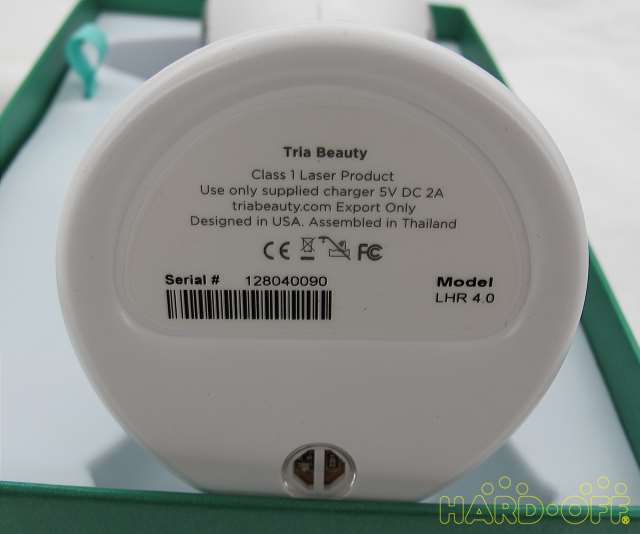 Tria Beauty
Class 1 Laser Product
Use only supplied charger 5V DC 2A
triabeauty.com Export Only
Designed in USA. Assembled in Thailand
CE FC
Serial # 128040090
Model
LHR 4.0
HARD·OFF